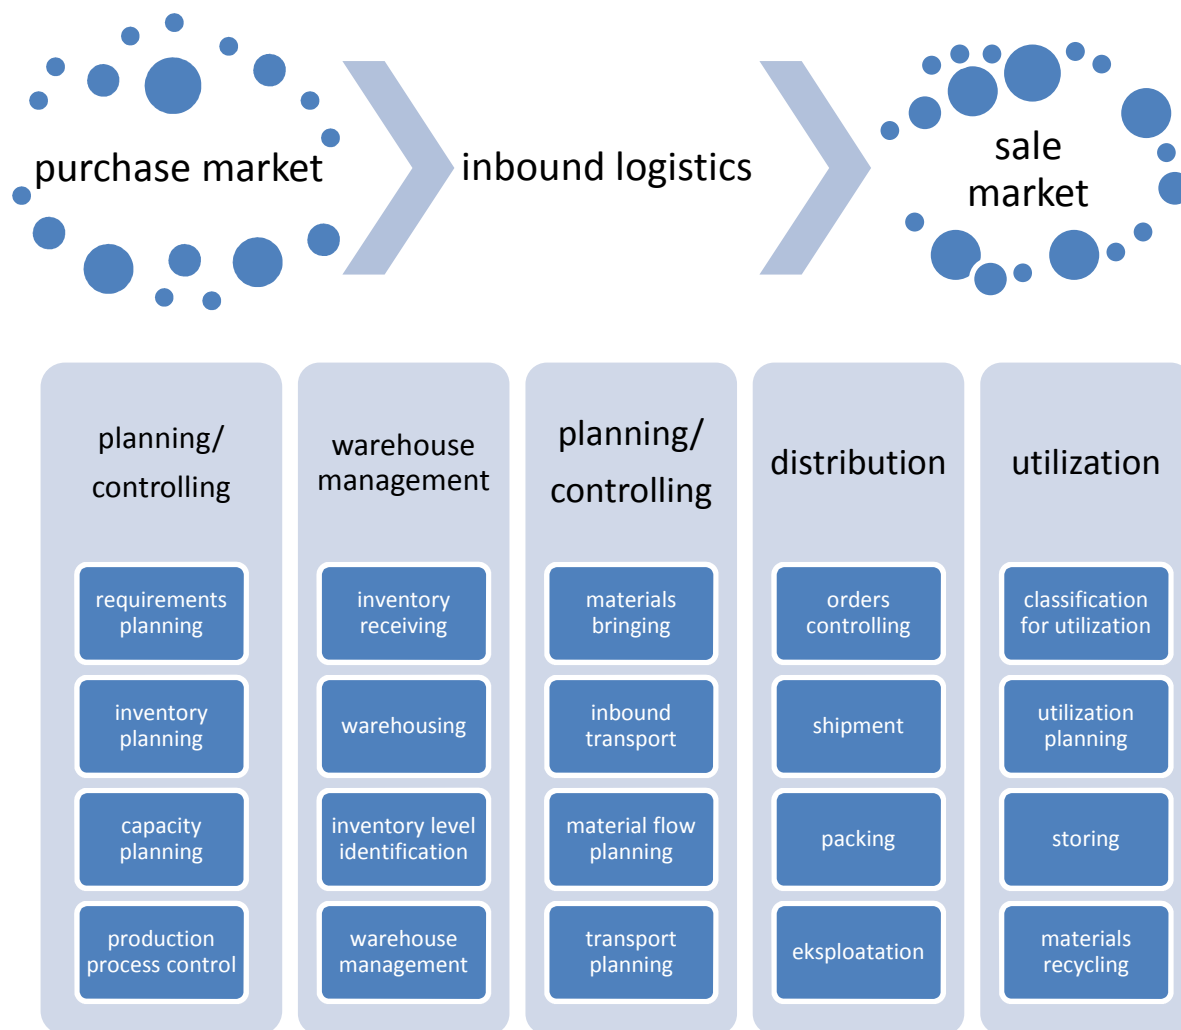 purchase market
inbound logistics
sale
market
planning/
controlling
requirements
planning
inventory
planning
capacity
planning
production
process control
warehouse
management
inventory
receiving
warehousing
inventory level
identification
warehouse
management
planning/
controlling
materials
bringing
inbound
transport
material flow
planning
transport
planning
distribution
orders
controlling
shipment
packing
eksploatation
utilization
classification
for utilization
utilization
planning
storing
materials
recycling